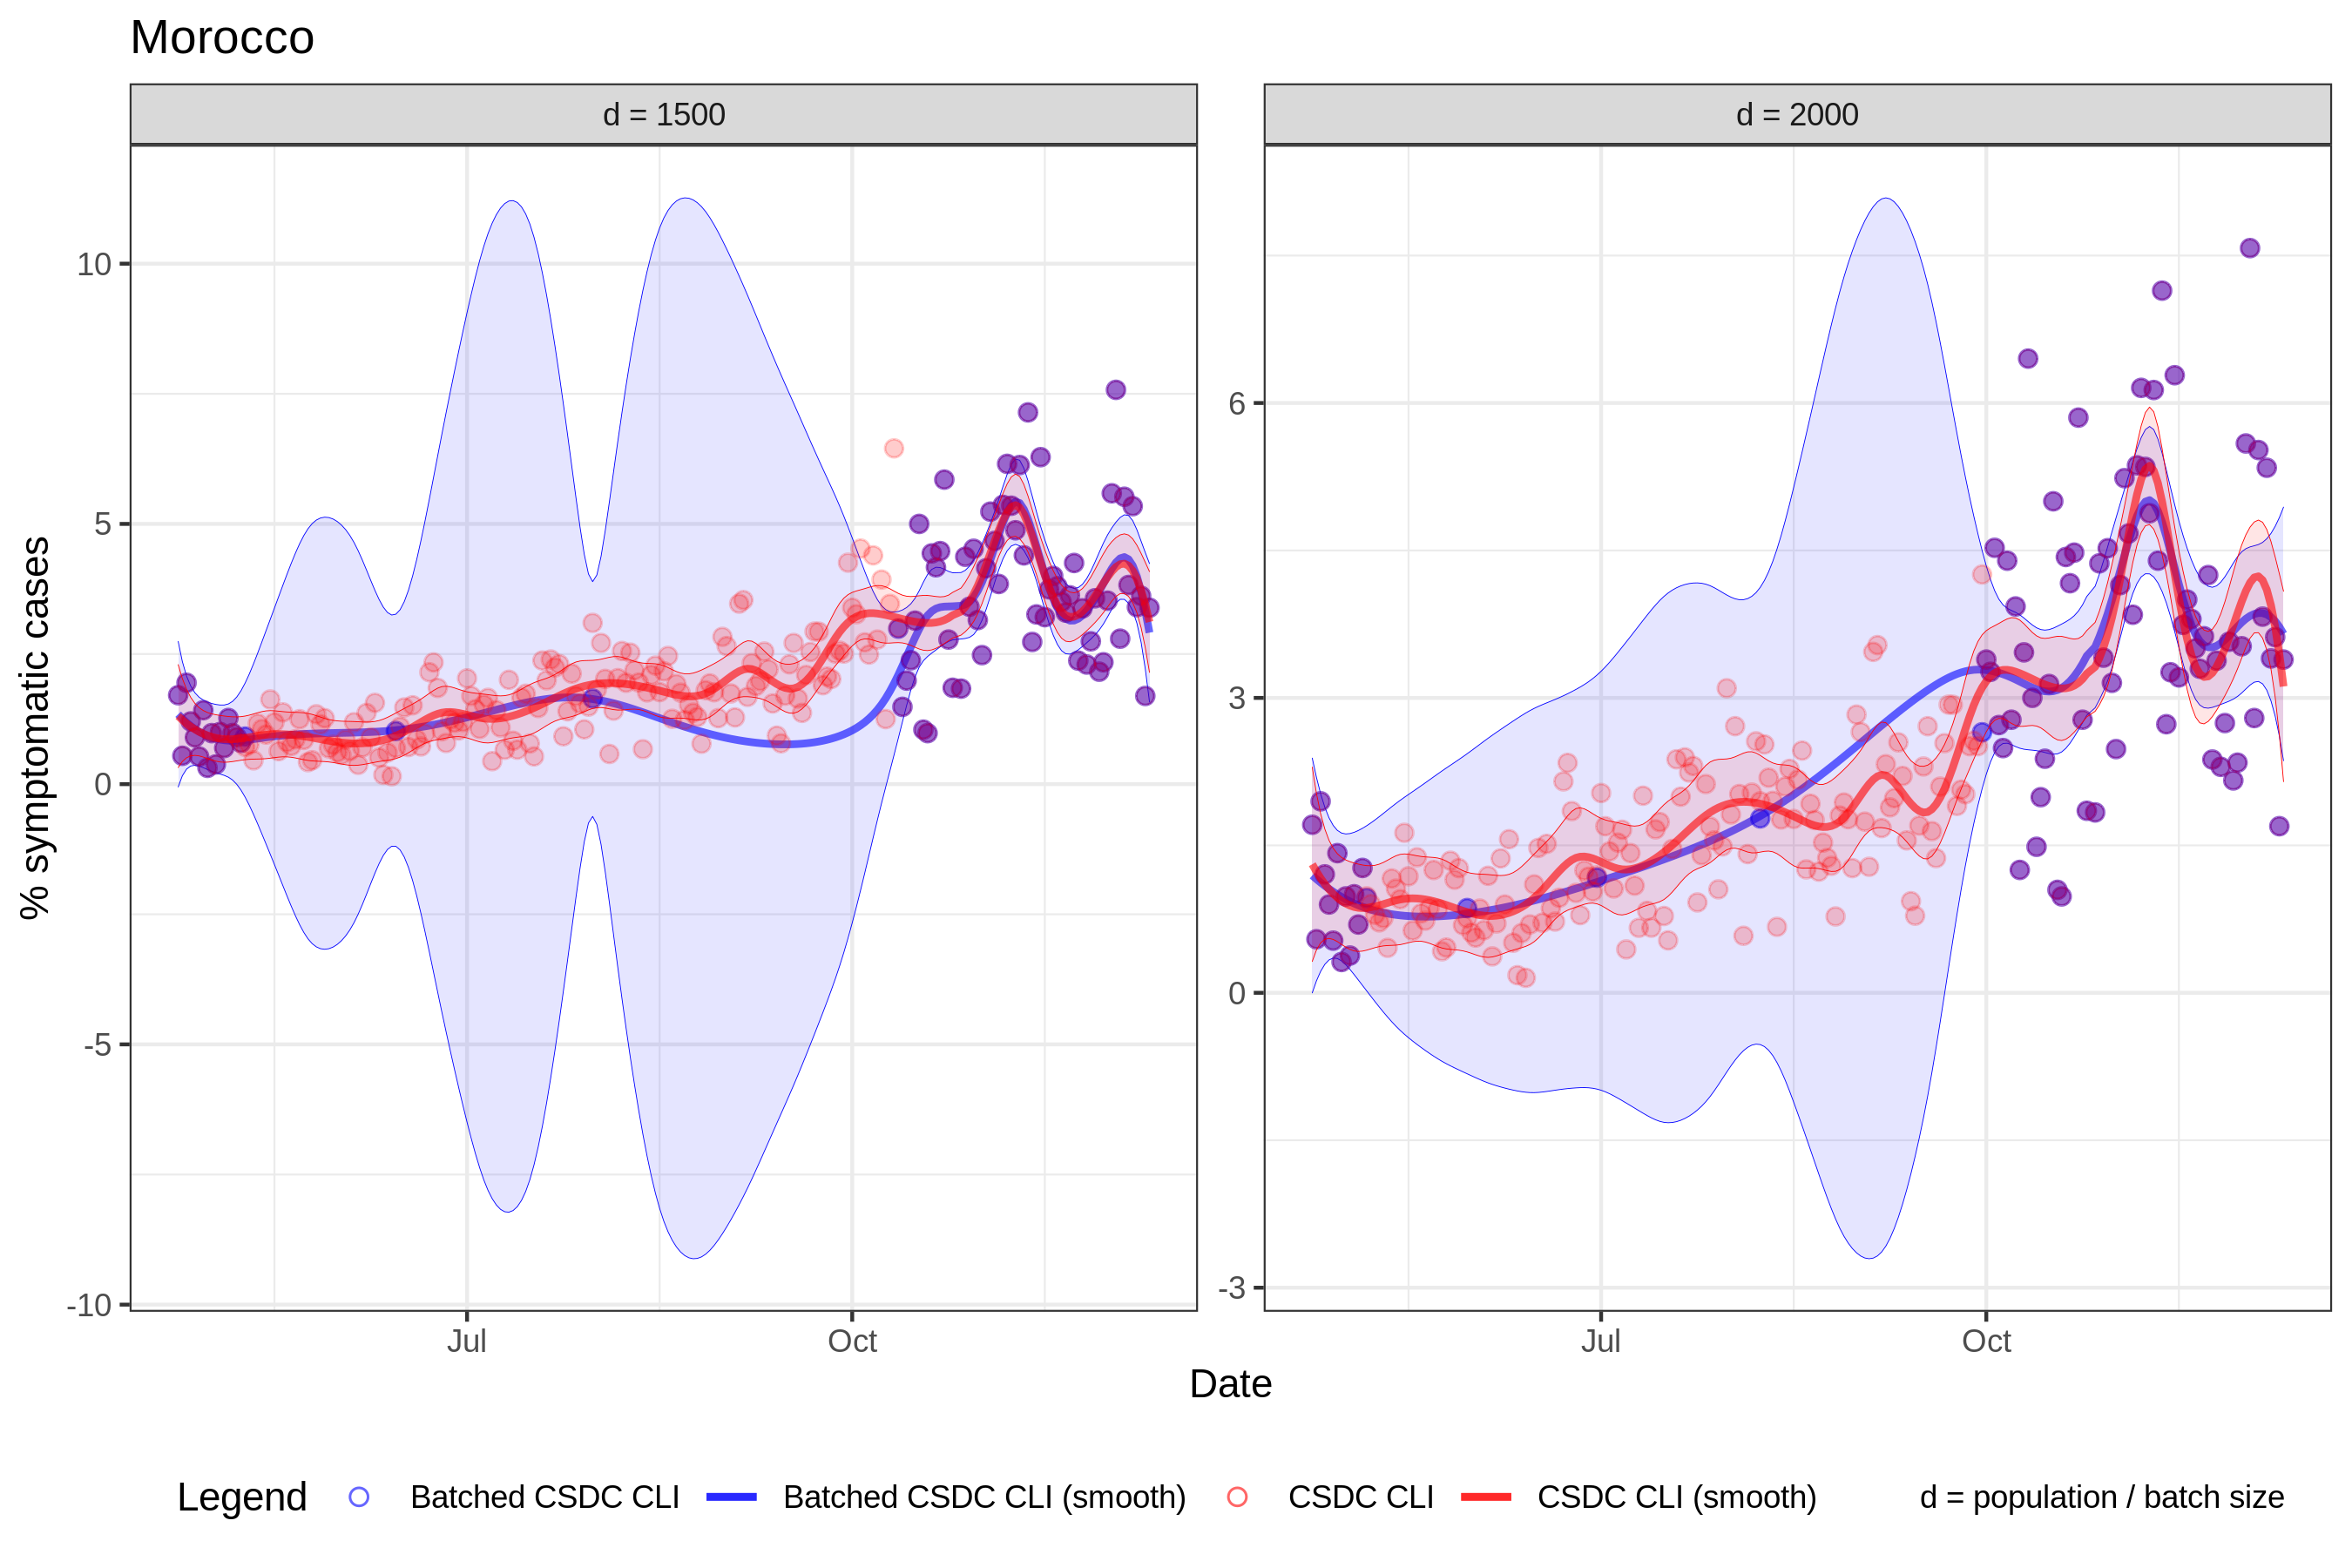 Morocco
d = 1500
d = 2000
% symptomatic cases
10
5
0
-5
-10
6
3
0
-3
Jul
Oct
Jul
Oct
Date
Legend
Batched CSDC CLI
Batched CSDC CLI (smooth)
CSDC CLI
CSDC CLI (smooth)
d = population / batch size